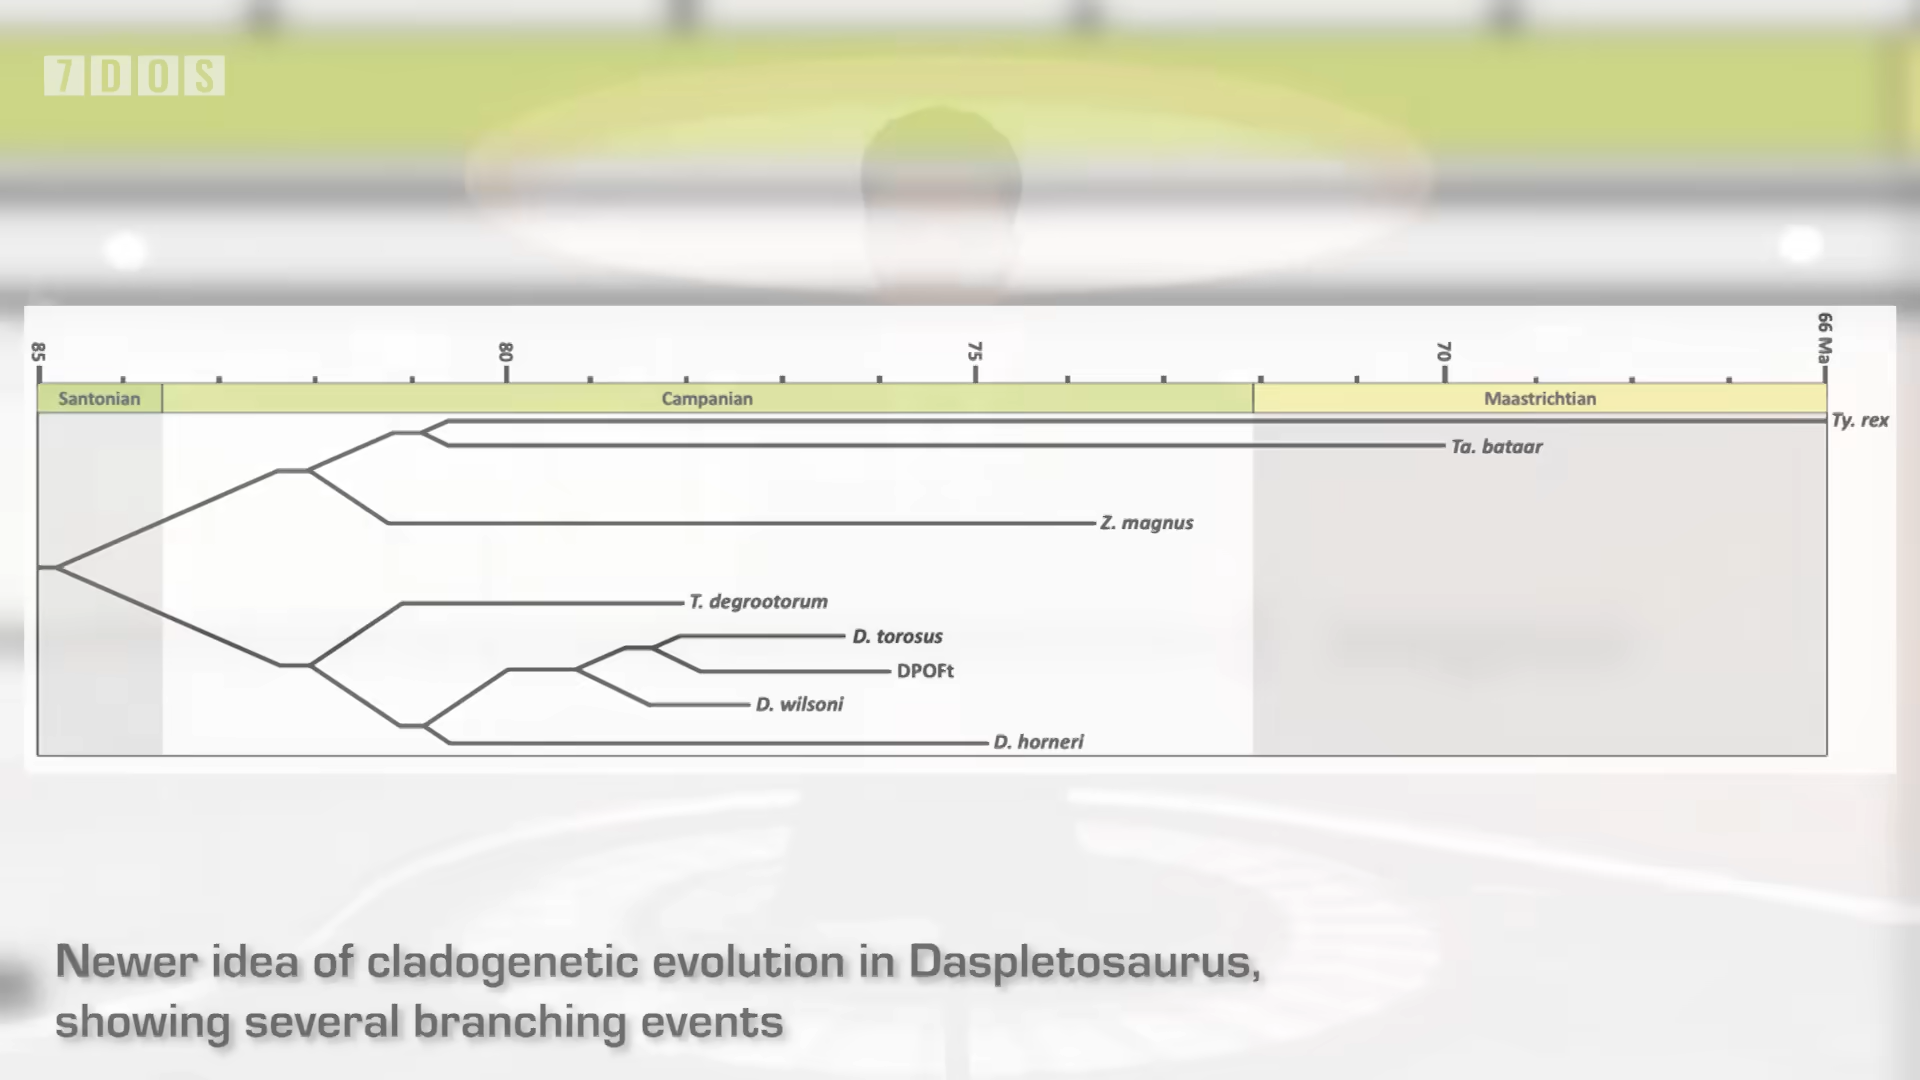 7DOS
85 80 75 70 66 Ma
Santonian Campanian Maastrichtian
Ty. rex
Ta. bataar
Z. magnus
T. degrootorum
D. torosus
DPOFt
D. wilsoni
D. horneri
Newer idea of cladogenetic evolution in Daspletosaurus,
showing several branching events